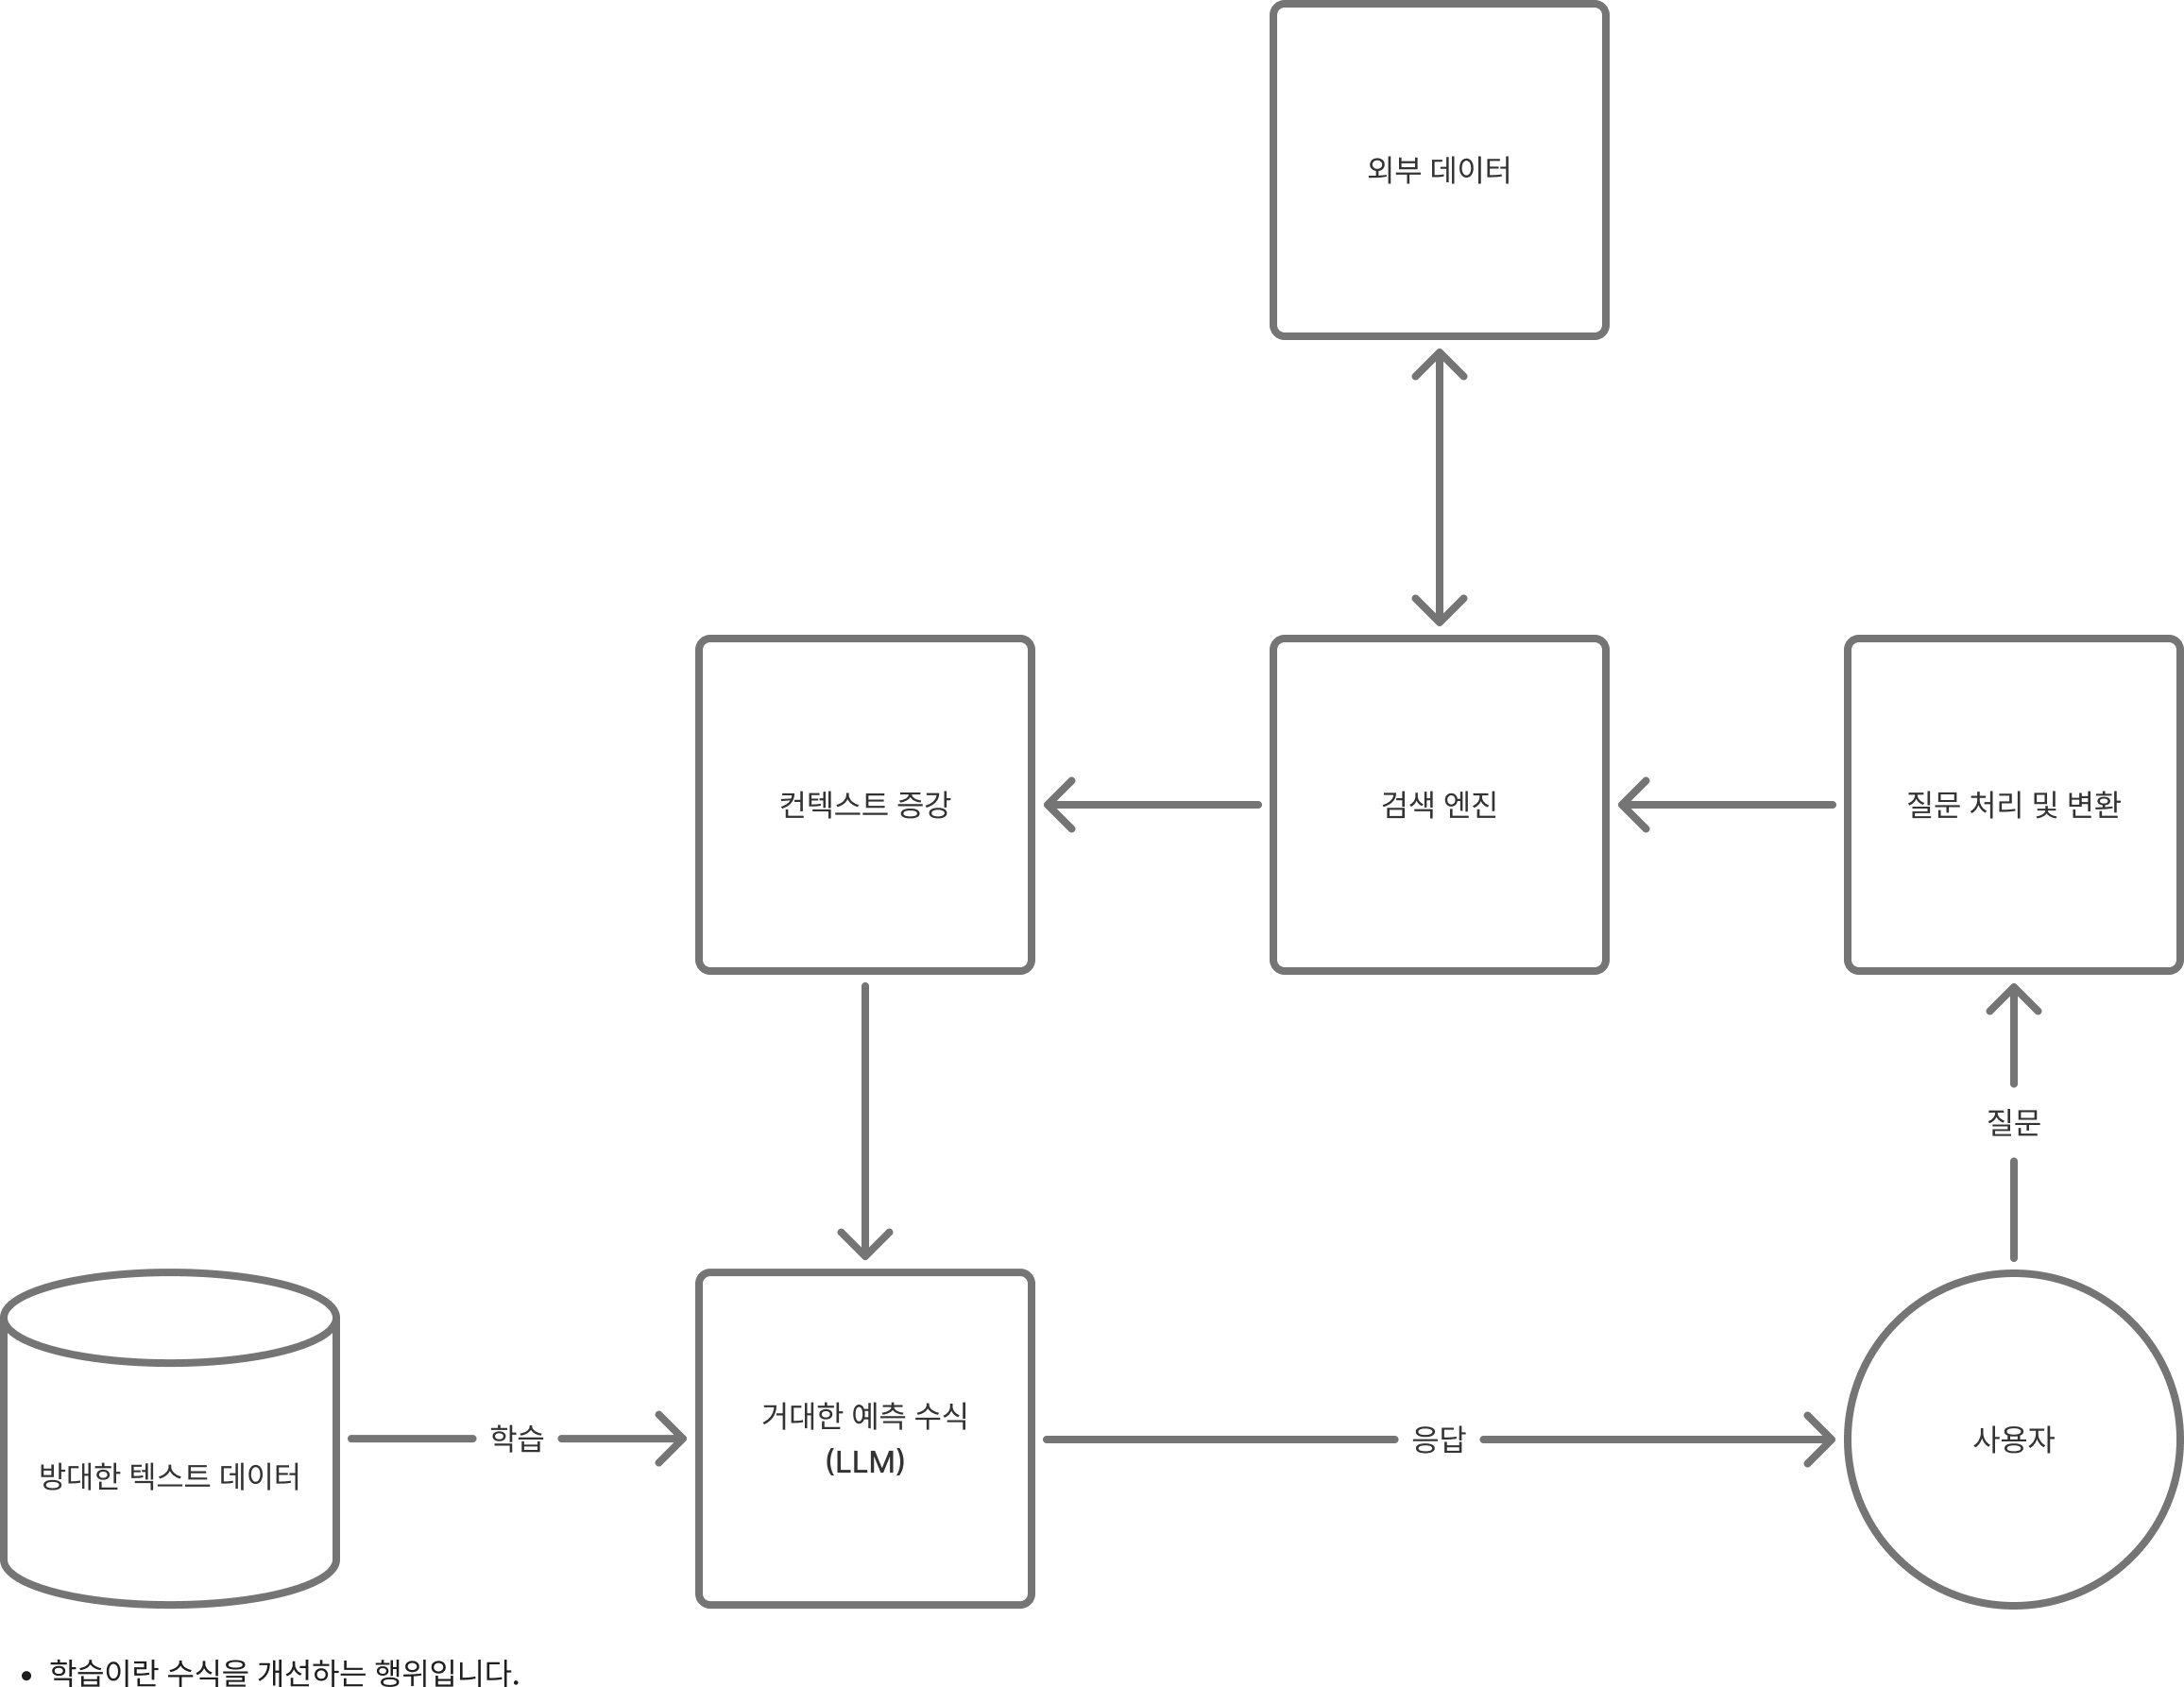 외부 데이터
컨텍스트 증강
검색 엔진
질문 처리 및 변환
질문
방대한 텍스트 데이터
학습
거대한 예측 수식
(LLM)
응답
사용자
• 학습이란 수식을 개선하는 행위입니다.